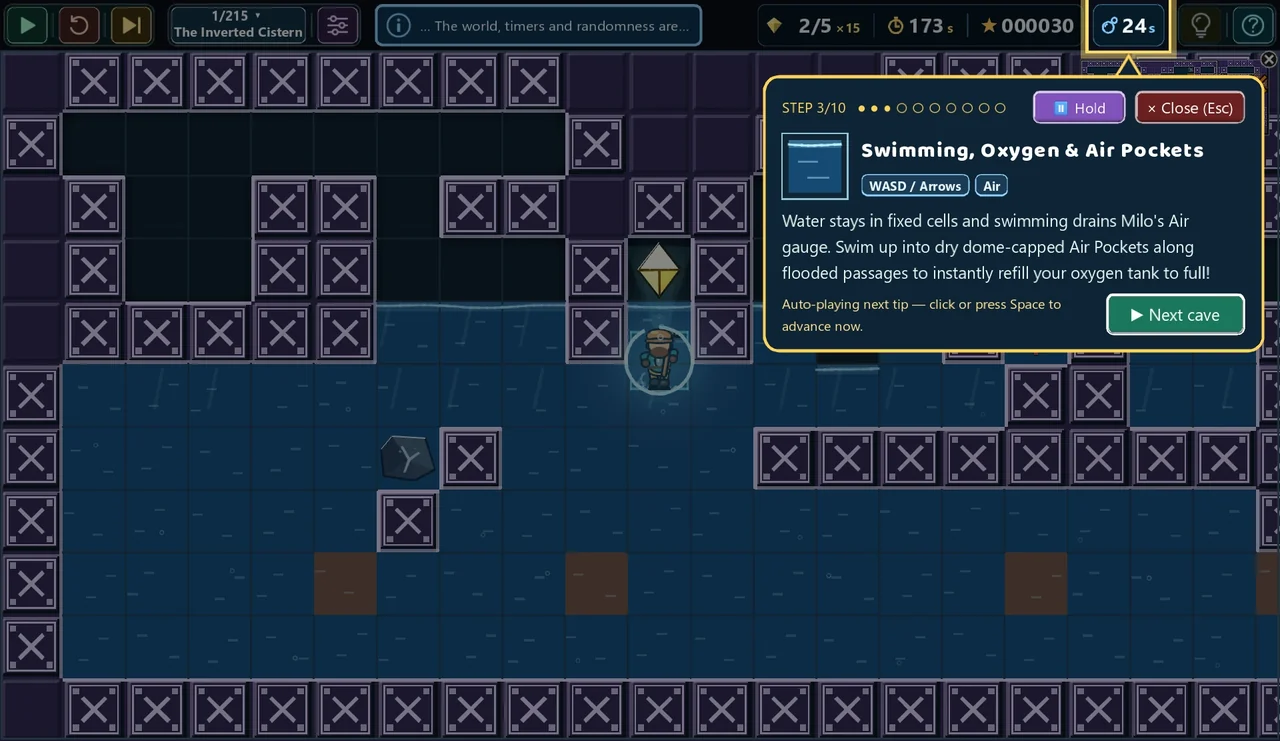 1/215 ▾
The Inverted Cistern
... The world, timers and randomness are...
2/5 ×15
173 s
000030
24s
STEP 3/10
Hold
× Close (Esc)
Swimming, Oxygen & Air Pockets
WASD / Arrows
Air
Water stays in fixed cells and swimming drains Milo's Air
gauge. Swim up into dry dome-capped Air Pockets along
flooded passages to instantly refill your oxygen tank to full!
Auto-playing next tip — click or press Space to
advance now.
▶ Next cave